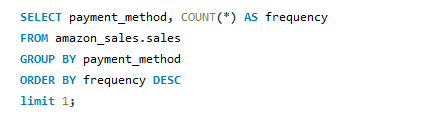 SELECT payment_method, COUNT(*) AS frequency
FROM amazon_sales.sales
GROUP BY payment_method
ORDER BY frequency DESC
limit 1;